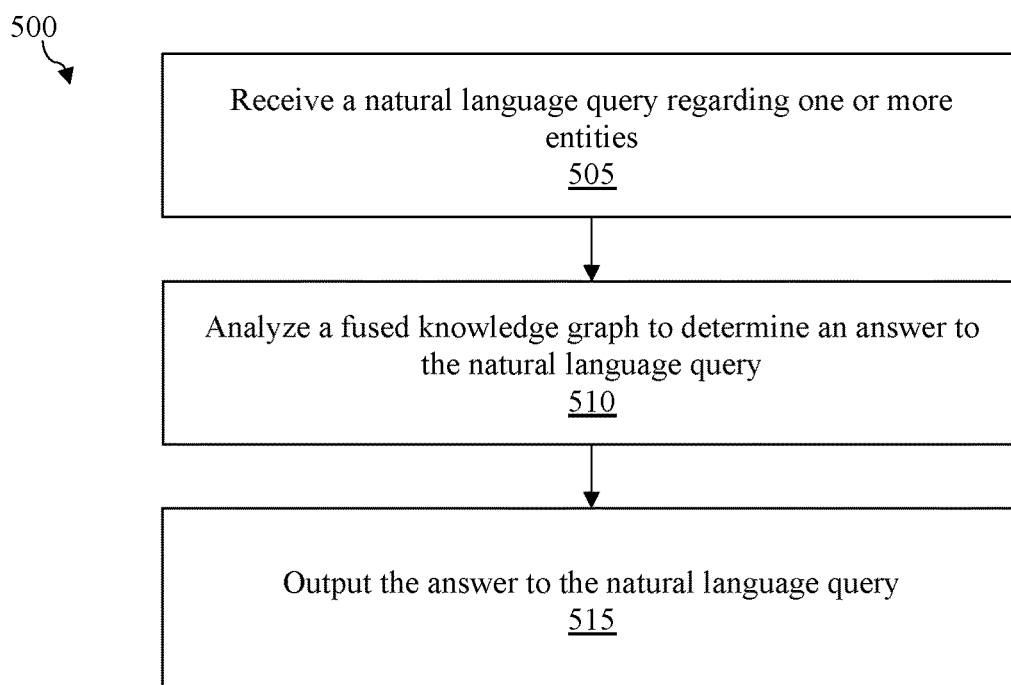 500
Receive a natural language query regarding one or more
entities
505
Analyze a fused knowledge graph to determine an answer to
the natural language query
510
Output the answer to the natural language query
515